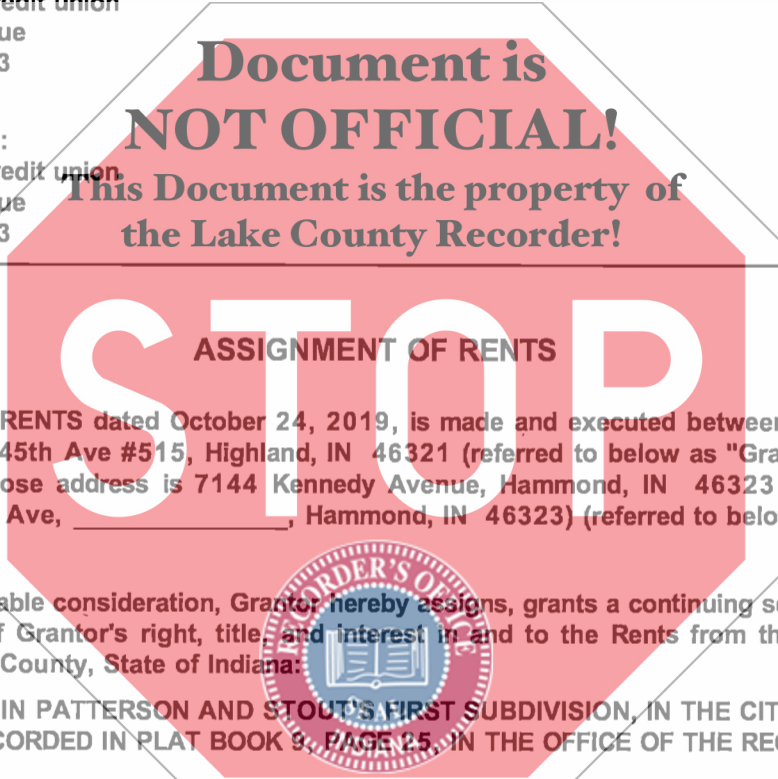 edit union
ue
3
Document is
NOT OFFICIAL!
:
edit union
This Document is the property of
ue
the Lake County Recorder!
3
STOP
ASSIGNMENT OF RENTS
RENTS dated October 24, 2019, is made and executed between
45th Ave #515, Highland, IN 46321 (referred to below as "Gra
ose address is 7144 Kennedy Avenue, Hammond, IN 46323
Ave, _______________, Hammond, IN 46323) (referred to belo
RECORDER'S OFFICE
able consideration, Grantor hereby assigns, grants a continuing s
f Grantor's right, title, and interest in and to the Rents from th
County, State of Indiana:
SEAL
INDIANA
IN PATTERSON AND STOUT'S FIRST SUBDIVISION, IN THE CIT
CORDED IN PLAT BOOK 9, PAGE 25, IN THE OFFICE OF THE REC